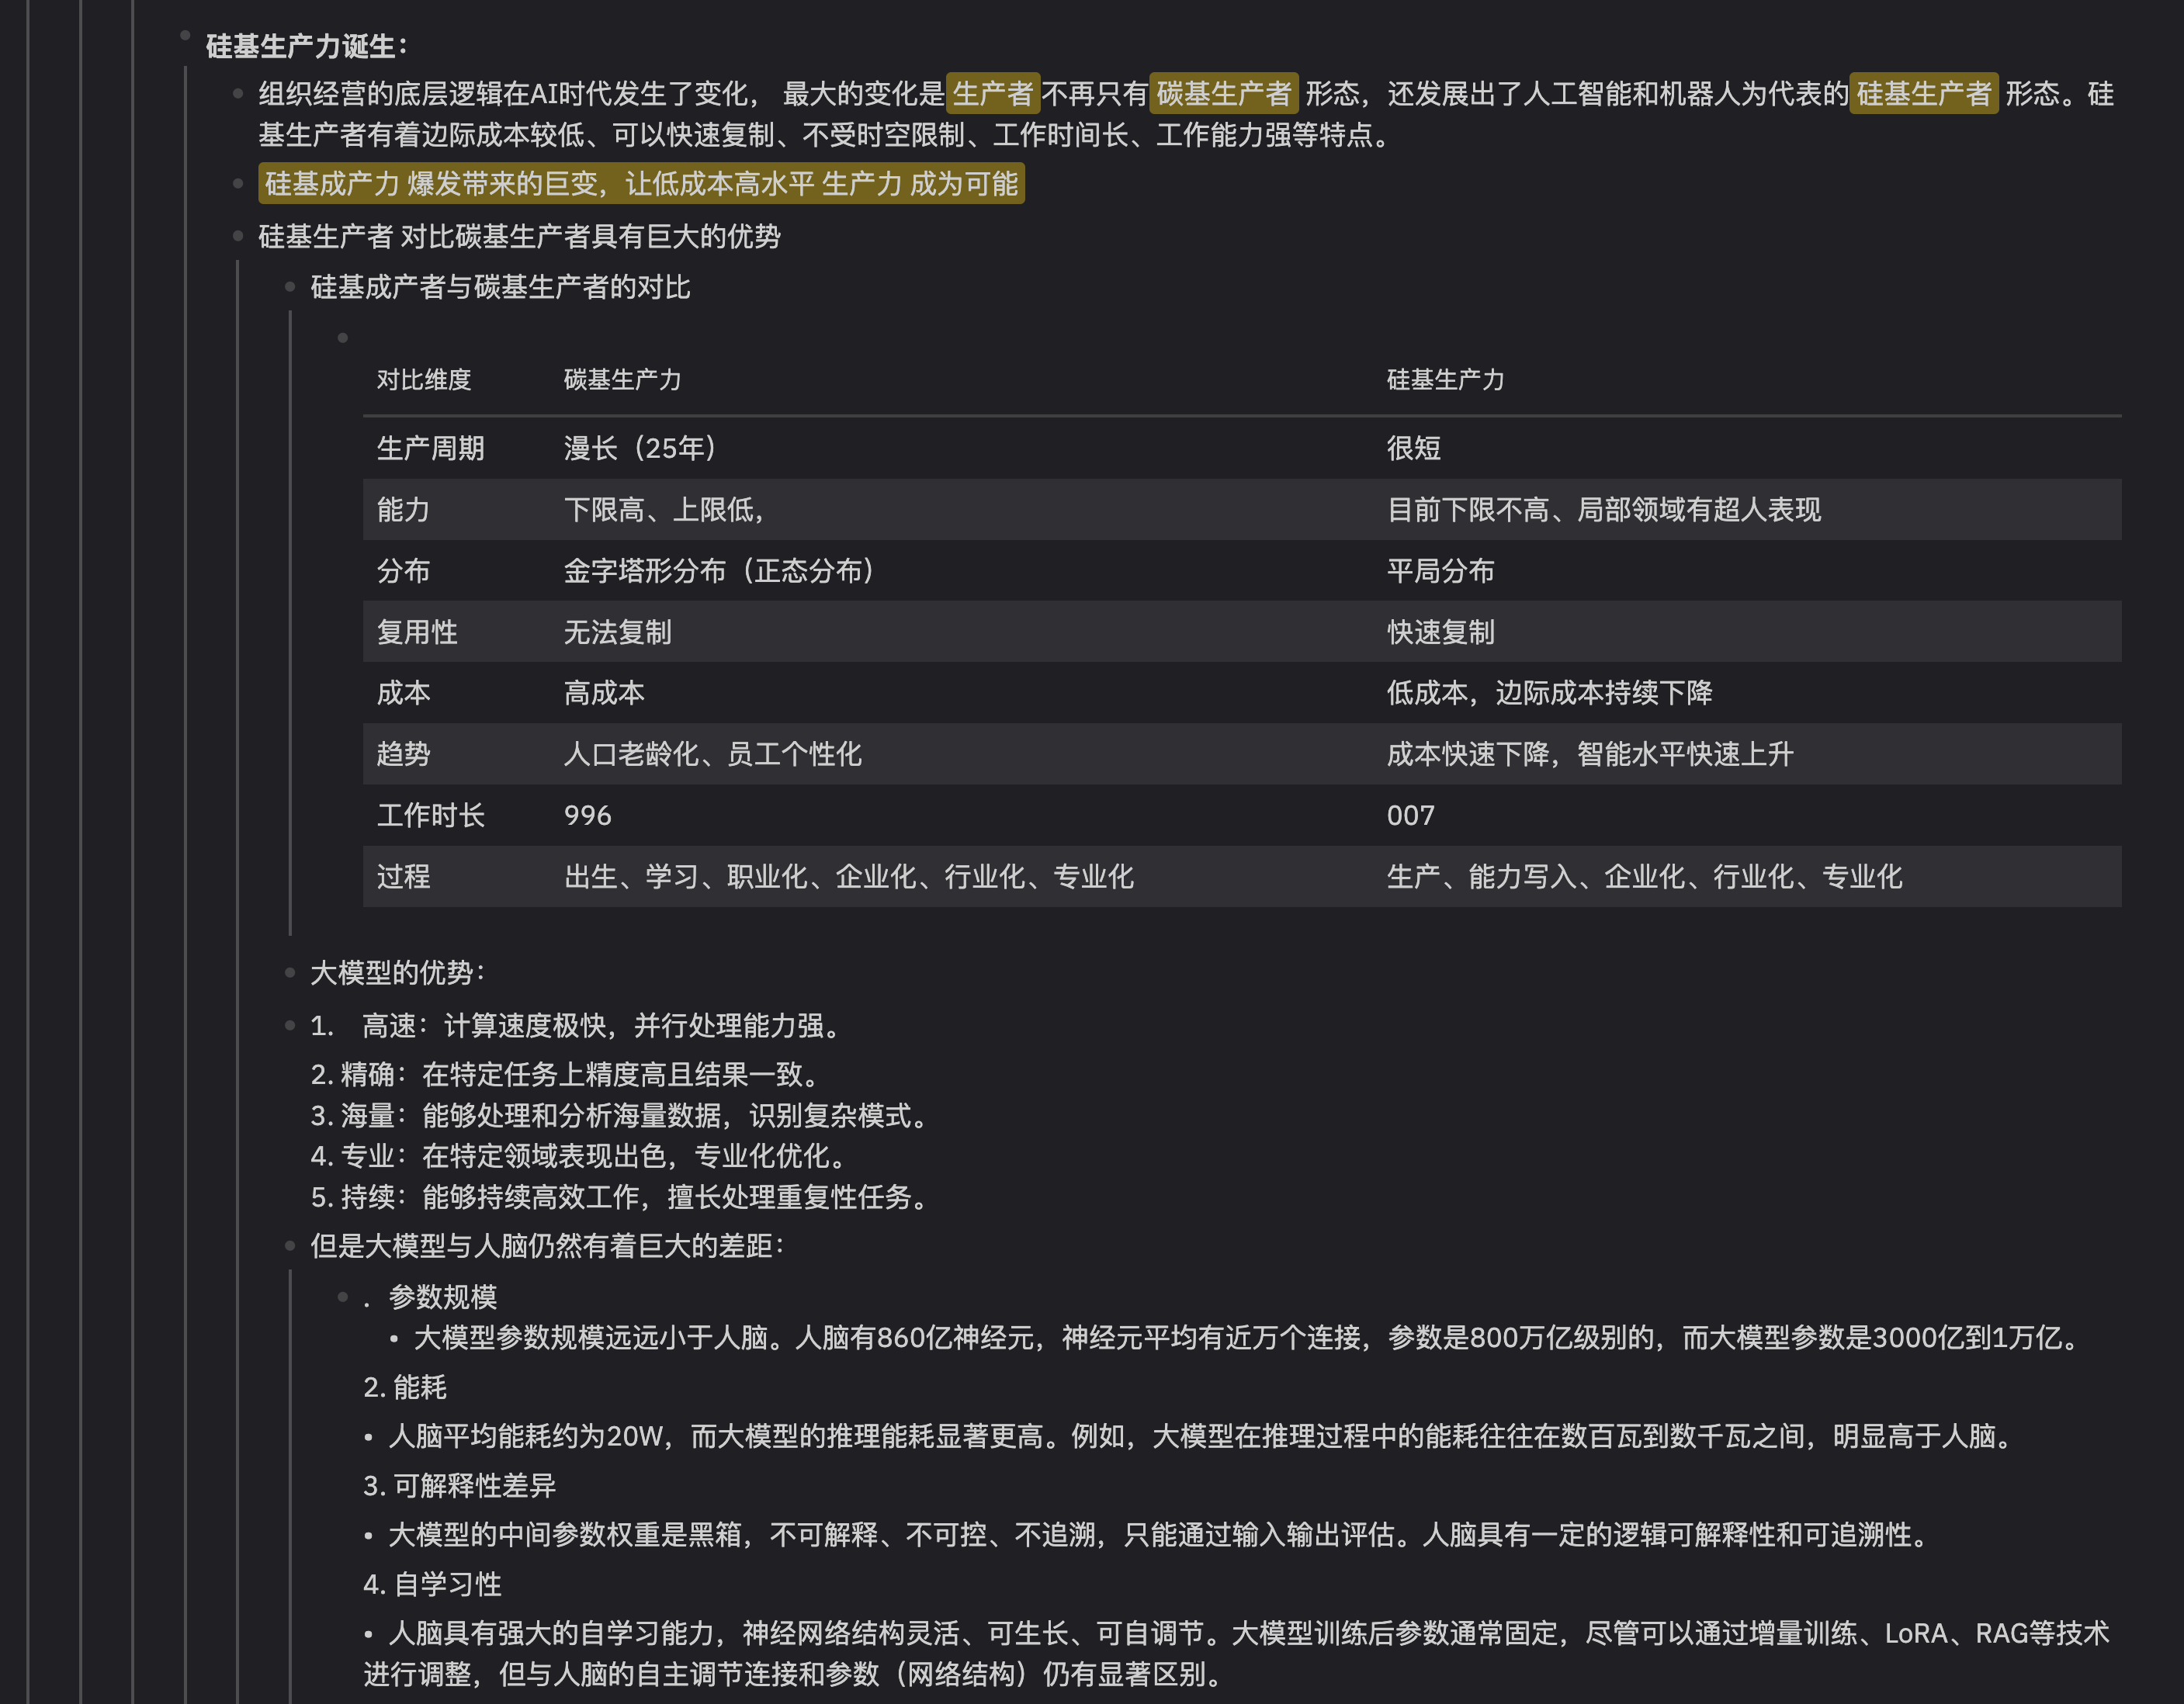 硅基生产力诞生：
组织经营的底层逻辑在AI时代发生了变化， 最大的变化是 生产者 不再只有 碳基生产者 形态，还发展出了人工智能和机器人为代表的 硅基生产者 形态。硅
基生产者有着边际成本较低、可以快速复制、不受时空限制、工作时间长、工作能力强等特点。
硅基成产力 爆发带来的巨变，让低成本高水平 生产力 成为可能
硅基生产者 对比碳基生产者具有巨大的优势
硅基成产者与碳基生产者的对比
对比维度 碳基生产力 硅基生产力
生产周期 漫长（25年） 很短
能力 下限高、上限低， 目前下限不高、局部领域有超人表现
分布 金字塔形分布（正态分布） 平局分布
复用性 无法复制 快速复制
成本 高成本 低成本，边际成本持续下降
趋势 人口老龄化、员工个性化 成本快速下降，智能水平快速上升
工作时长 996 007
过程 出生、学习、职业化、企业化、行业化、专业化 生产、能力写入、企业化、行业化、专业化
大模型的优势：
1. 高速：计算速度极快，并行处理能力强。
2. 精确：在特定任务上精度高且结果一致。
3. 海量：能够处理和分析海量数据，识别复杂模式。
4. 专业：在特定领域表现出色，专业化优化。
5. 持续：能够持续高效工作，擅长处理重复性任务。
但是大模型与人脑仍然有着巨大的差距：
. 参数规模
• 大模型参数规模远远小于人脑。人脑有860亿神经元，神经元平均有近万个连接，参数是800万亿级别的，而大模型参数是3000亿到1万亿。
2. 能耗
• 人脑平均能耗约为20W，而大模型的推理能耗显著更高。例如，大模型在推理过程中的能耗往往在数百瓦到数千瓦之间，明显高于人脑。
3. 可解释性差异
• 大模型的中间参数权重是黑箱，不可解释、不可控、不追溯，只能通过输入输出评估。人脑具有一定的逻辑可解释性和可追溯性。
4. 自学习性
• 人脑具有强大的自学习能力，神经网络结构灵活、可生长、可自调节。大模型训练后参数通常固定，尽管可以通过增量训练、LoRA、RAG等技术
进行调整，但与人脑的自主调节连接和参数（网络结构）仍有显著区别。